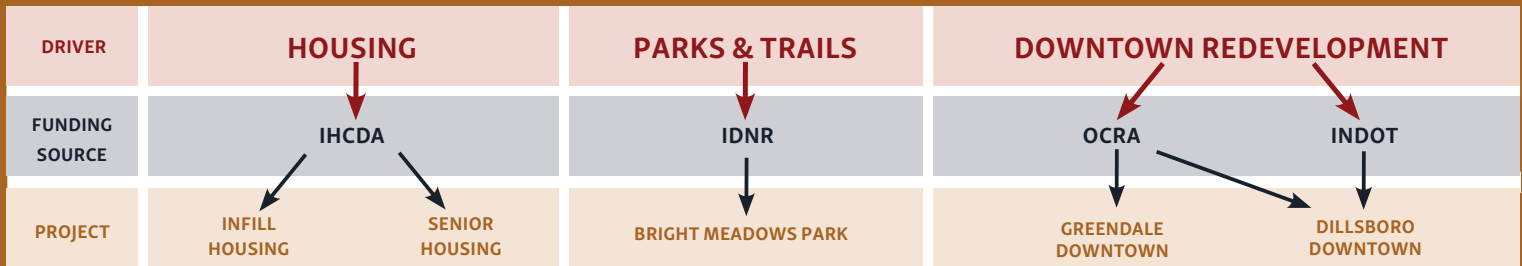 DRIVER
HOUSING
PARKS & TRAILS
DOWNTOWN REDEVELOPMENT
FUNDING
SOURCE
IHCDA
IDNR
OCRA
INDOT
PROJECT
INFILL
HOUSING
SENIOR
HOUSING
BRIGHT MEADOWS PARK
GREENDALE
DOWNTOWN
DILLSBORO
DOWNTOWN